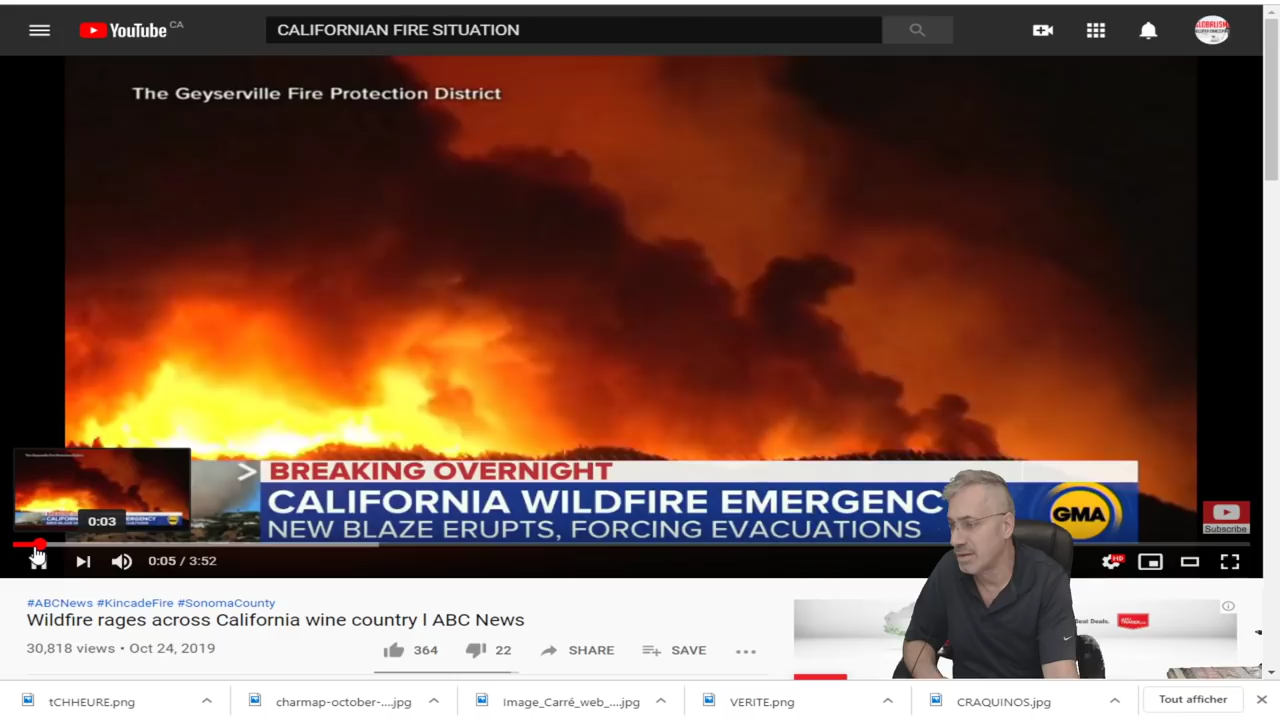 YouTube CA
CALIFORNIAN FIRE SITUATION
GLOBALISM
The Geyserville Fire Protection District
BREAKING OVERNIGHT
CALIFORNIA WILDFIRE EMERGENC
NEW BLAZE ERUPTS, FORCING EVACUATIONS
GMA
Subscribe
0:03
0:05 / 3:52
HD
#ABCNews #KincadeFire #SonomaCounty
Wildfire rages across California wine country l ABC News
30,818 views • Oct 24, 2019
364
22
SHARE
SAVE
Best Deals.
tCHHEURE.png
charmap-october-....jpg
Image_Carré_web_....jpg
VERITE.png
CRAQUINOS.jpg
Tout afficher